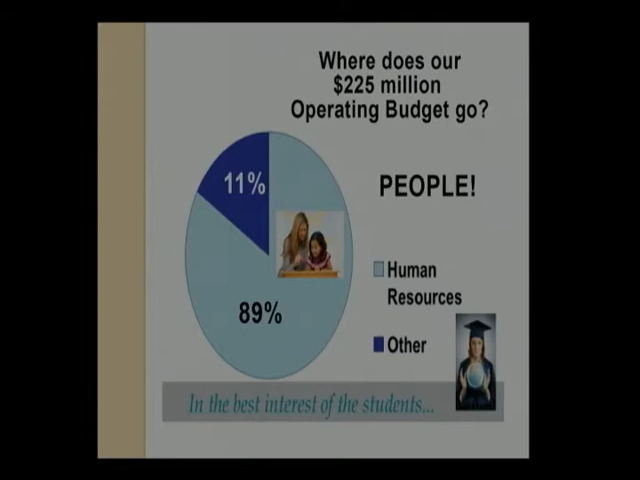 Where does our
$225 million
Operating Budget go?
11%
PEOPLE!
Human
Resources
89%
Other
In the best interest of the students...